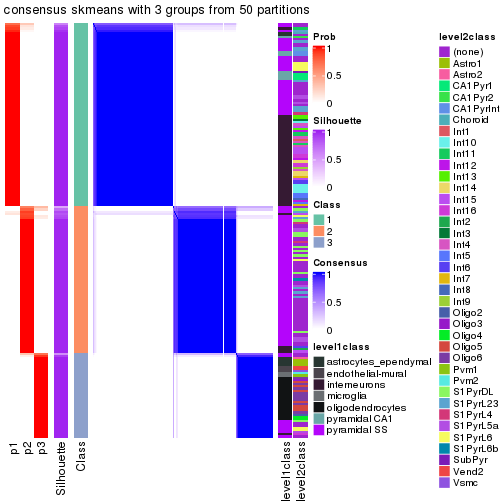 consensus skmeans with 3 groups from 50 partitions
p1
p2
p3
Silhouette
Class
level1class
level2class
Prob
1
0.5
0
Silhouette
1
0.5
0
Class
1
2
3
Consensus
1
0.5
0
level1class
astrocytes_ependymal
endothelial-mural
interneurons
microglia
oligodendrocytes
pyramidal CA1
pyramidal SS
level2class
(none)
Astro1
Astro2
CA1Pyr1
CA1Pyr2
CA1PyrInt
Choroid
Int1
Int10
Int11
Int12
Int13
Int14
Int15
Int16
Int2
Int3
Int4
Int5
Int6
Int7
Int8
Int9
Oligo2
Oligo3
Oligo4
Oligo5
Oligo6
Pvm1
Pvm2
S1PyrDL
S1PyrL23
S1PyrL4
S1PyrL5a
S1PyrL6
S1PyrL6b
SubPyr
Vend2
Vsmc